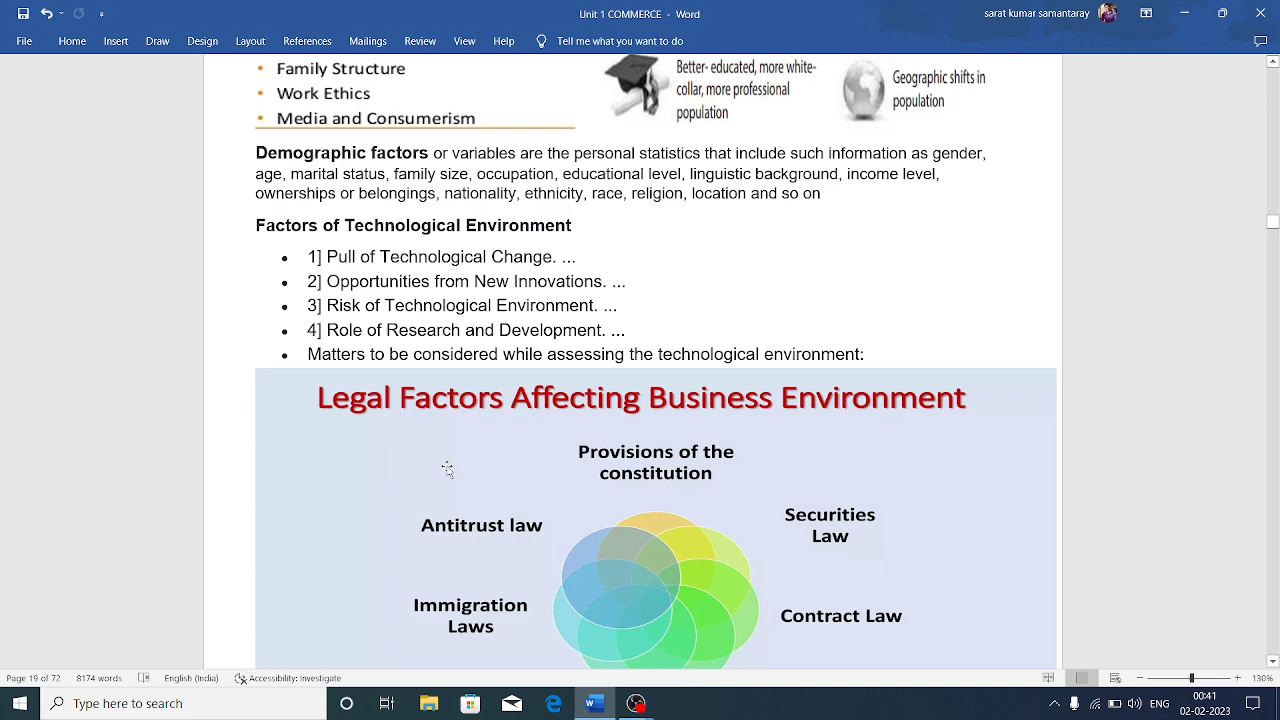 UNIT 1 COMMERCE - Word
sarat kumar samantaray
File Home Insert Draw Design Layout References Mailings Review View Help Tell me what you want to do
• Family Structure
• Work Ethics
• Media and Consumerism
Better- educated, more white-
collar, more professional
population
Geographic shifts in
population
Demographic factors or variables are the personal statistics that include such information as gender,
age, marital status, family size, occupation, educational level, linguistic background, income level,
ownerships or belongings, nationality, ethnicity, race, religion, location and so on
Factors of Technological Environment
• 1] Pull of Technological Change. ...
• 2] Opportunities from New Innovations. ...
• 3] Risk of Technological Environment. ...
• 4] Role of Research and Development. ...
• Matters to be considered while assessing the technological environment:
Legal Factors Affecting Business Environment
Provisions of the
constitution
Securities
Law
Antitrust law
Immigration
Laws
Contract Law
Page 19 of 72 8174 words English (India) Accessibility: Investigate 130%
Type here to search
00:41
02-02-2023